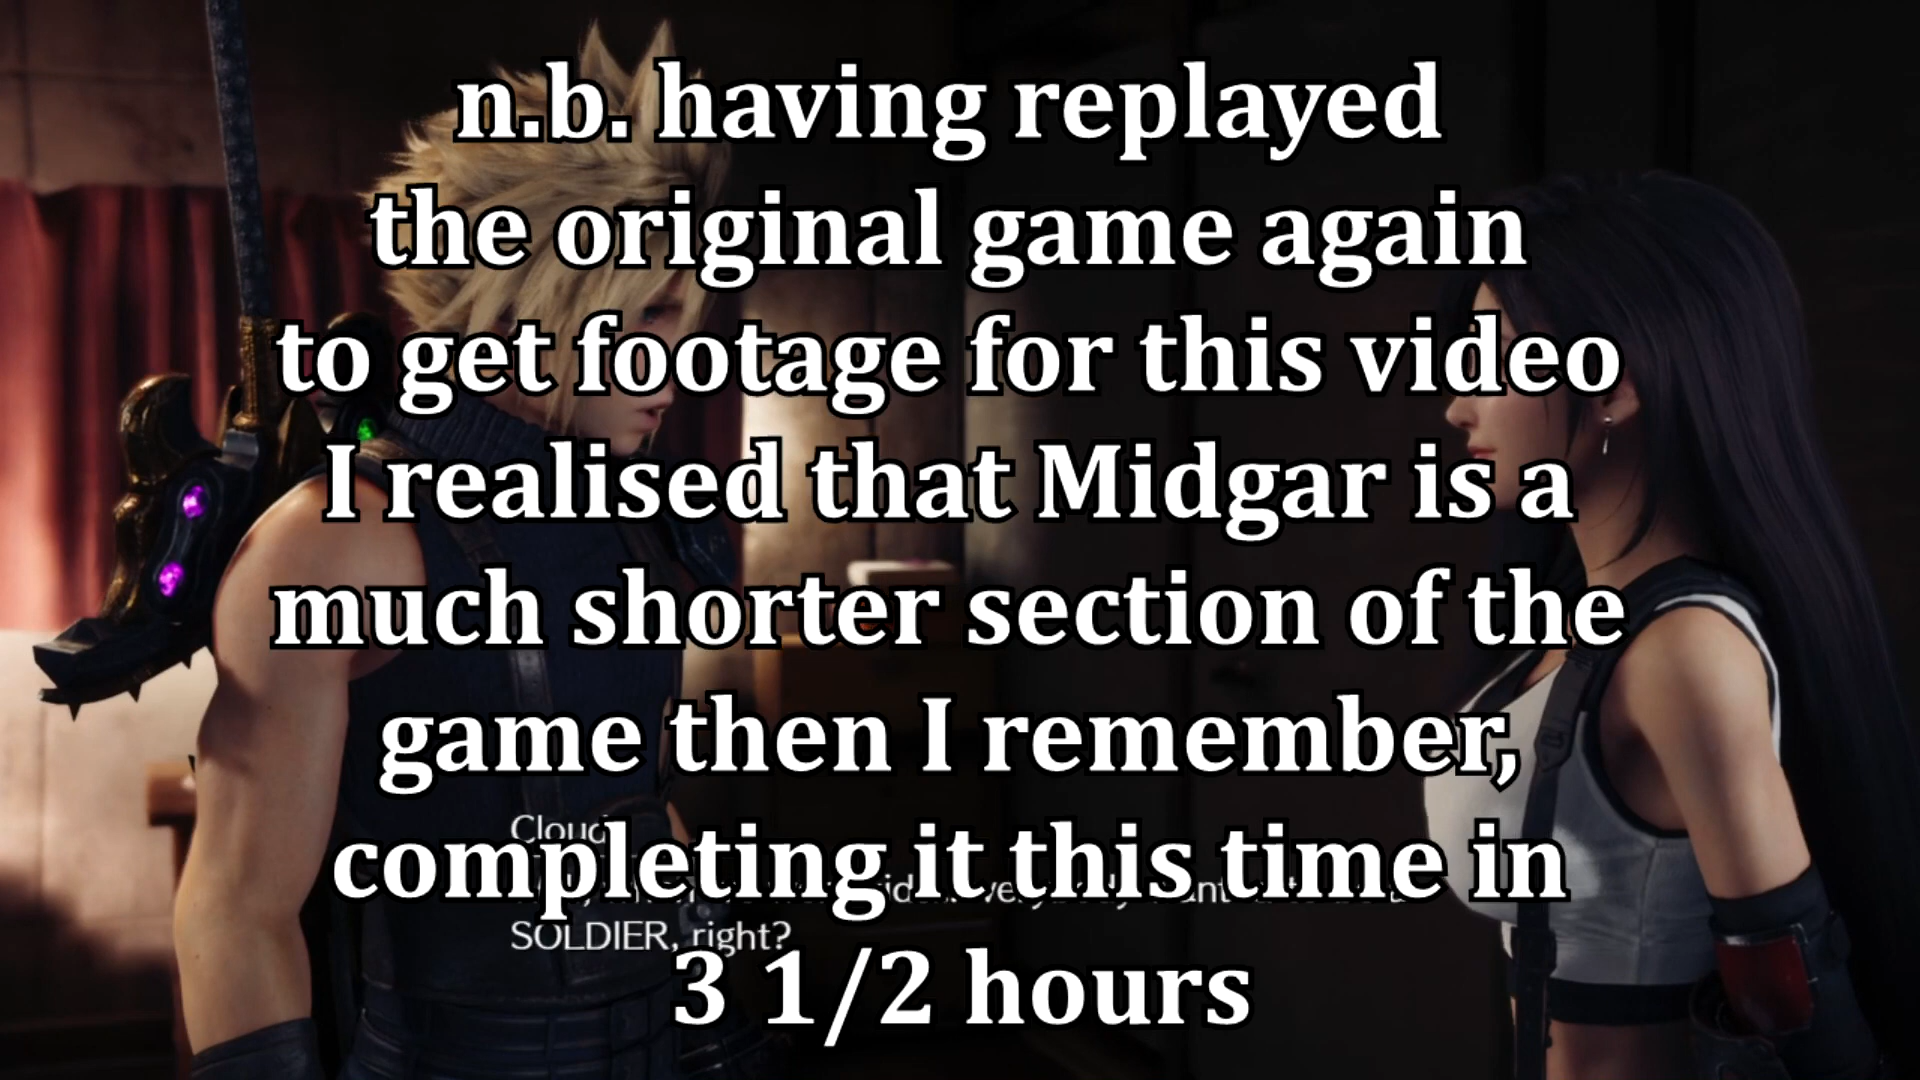 n.b. having replayed
the original game again
to get footage for this video
I realised that Midgar is a
much shorter section of the
game then I remember,
Cloud
completing it this time in
SOLDIER, right?
3 1/2 hours